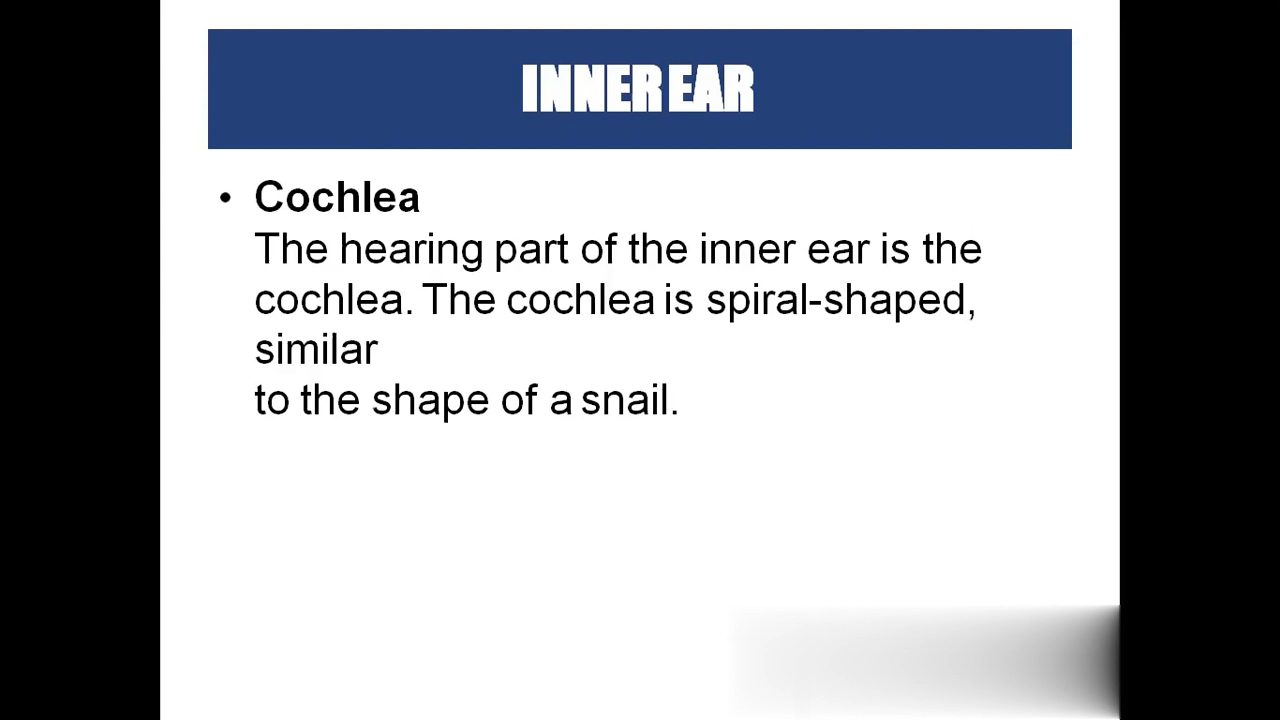 INNER EAR
• Cochlea
The hearing part of the inner ear is the
cochlea. The cochlea is spiral-shaped,
similar
to the shape of a snail.